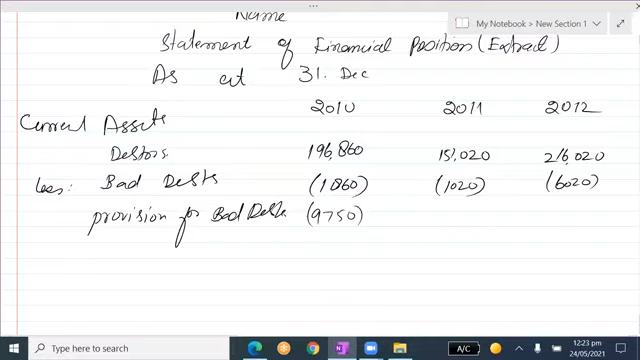 Name
My Notebook > New Section 1
Statement of Financial Position (Extract)
As at 31. Dec
2010 2011 2012
Current Assets
Debtors 196,860 151,020 216,020
Less: Bad Debts (1860) (1020) (6020)
provision for Bad Debts (9750)
Type here to search
A/C
12:23 pm
24/05/2021